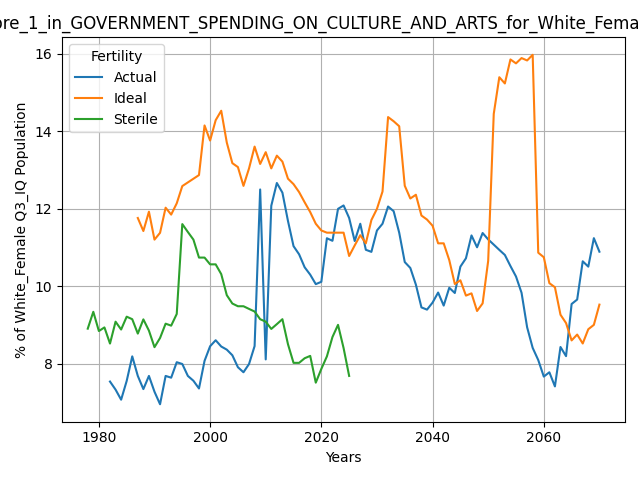 ore_1_in_GOVERNMENT_SPENDING_ON_CULTURE_AND_ARTS_for_White_Fema
Fertility
Actual
Ideal
Sterile
% of White_Female Q3_IQ Population
16
14
12
10
8
1980 2000 2020 2040 2060
Years